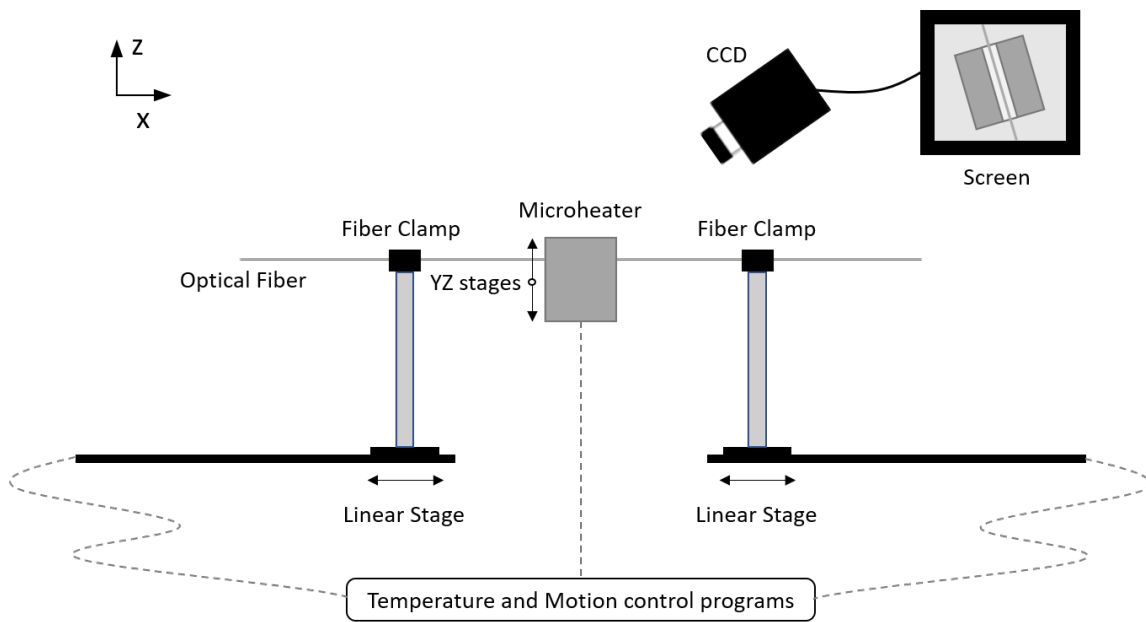 Z
X
CCD
Screen
Microheater
Fiber Clamp
Fiber Clamp
Optical Fiber
YZ stages
Linear Stage
Linear Stage
Temperature and Motion control programs